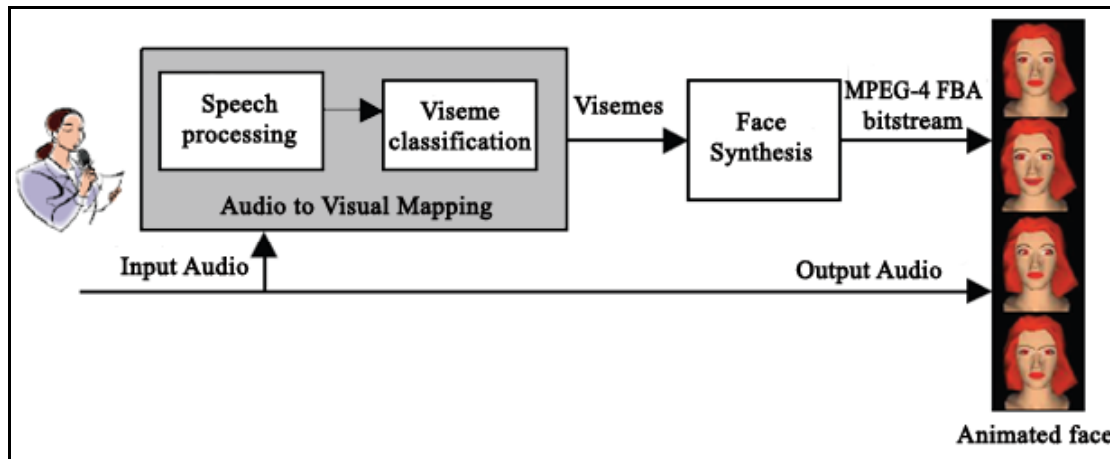 Speech
processing
Viseme
classification
Audio to Visual Mapping
Visemes
Face
Synthesis
MPEG-4 FBA
bitstream
Input Audio
Output Audio
Animated face